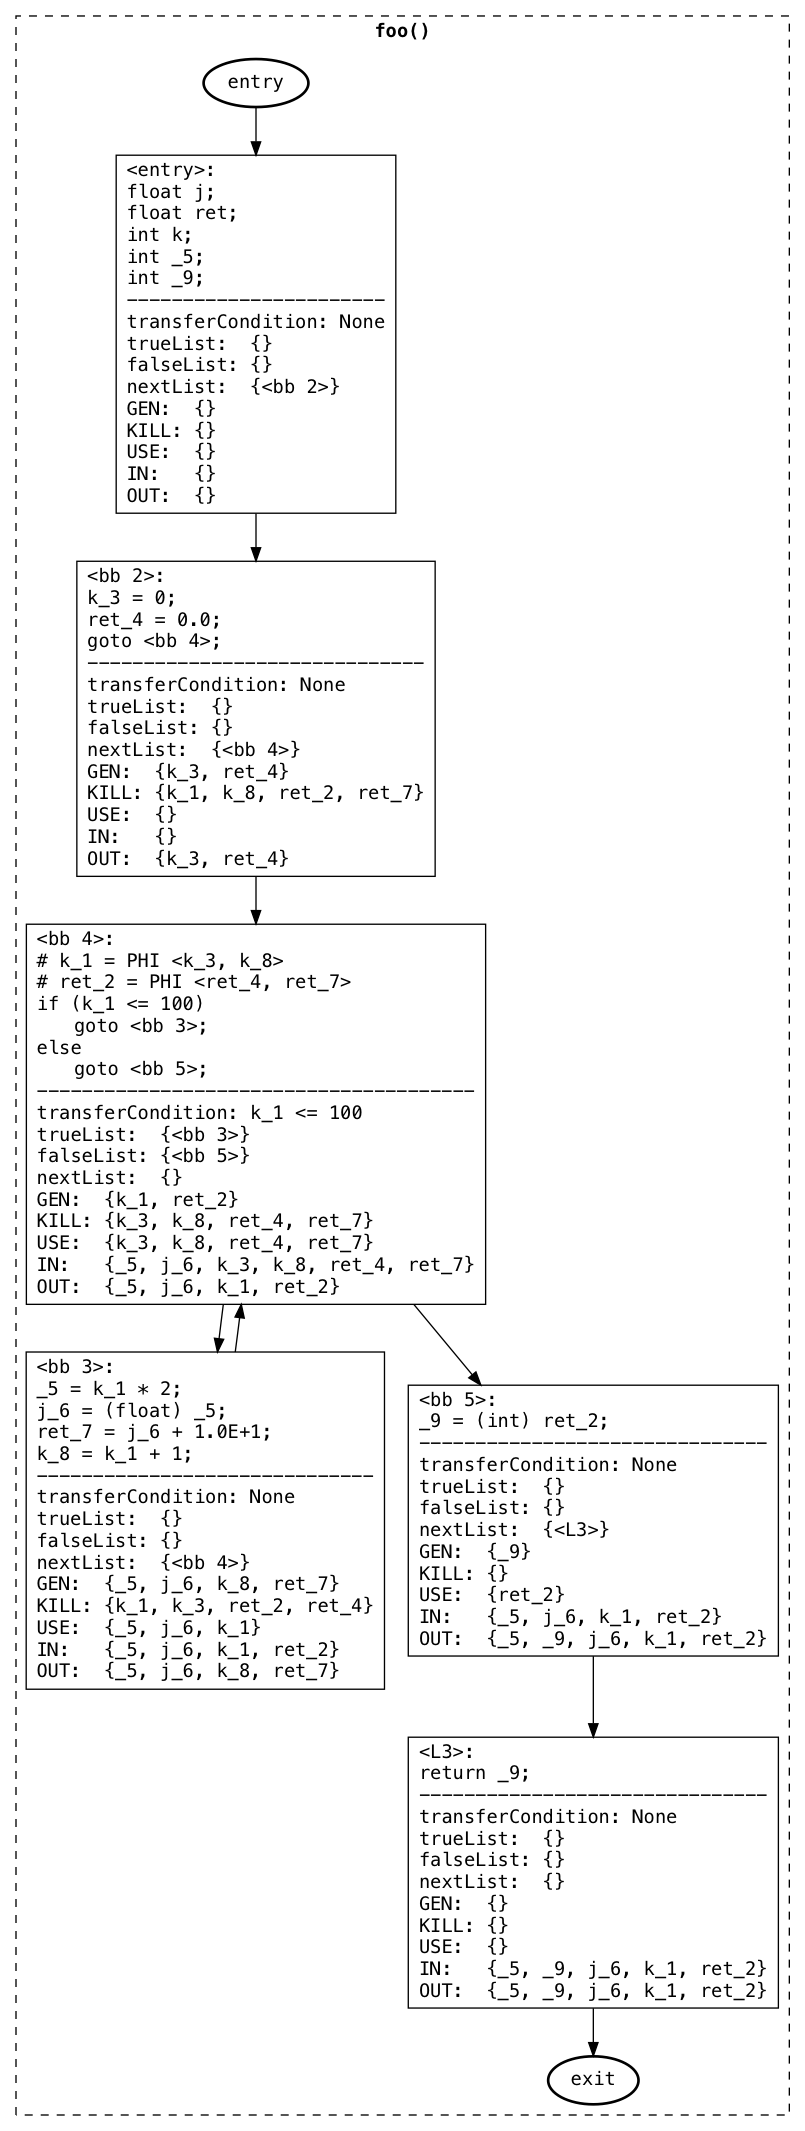 foo()
entry
<entry>:
float j;
float ret;
int k;
int _5;
int _9;
-----------------------
transferCondition: None
trueList:  {}
falseList: {}
nextList:  {<bb 2>}
GEN:  {}
KILL: {}
USE:  {}
IN:   {}
OUT:  {}
<bb 2>:
k_3 = 0;
ret_4 = 0.0;
goto <bb 4>;
------------------------------
transferCondition: None
trueList:  {}
falseList: {}
nextList:  {<bb 4>}
GEN:  {k_3, ret_4}
KILL: {k_1, k_8, ret_2, ret_7}
USE:  {}
IN:   {}
OUT:  {k_3, ret_4}
<bb 4>:
# k_1 = PHI <k_3, k_8>
# ret_2 = PHI <ret_4, ret_7>
if (k_1 <= 100)
   goto <bb 3>;
else
   goto <bb 5>;
---------------------------------------
transferCondition: k_1 <= 100
trueList:  {<bb 3>}
falseList: {<bb 5>}
nextList:  {}
GEN:  {k_1, ret_2}
KILL: {k_3, k_8, ret_4, ret_7}
USE:  {k_3, k_8, ret_4, ret_7}
IN:   {_5, j_6, k_3, k_8, ret_4, ret_7}
OUT:  {_5, j_6, k_1, ret_2}
<bb 3>:
_5 = k_1 * 2;
j_6 = (float) _5;
ret_7 = j_6 + 1.0E+1;
k_8 = k_1 + 1;
------------------------------
transferCondition: None
trueList:  {}
falseList: {}
nextList:  {<bb 4>}
GEN:  {_5, j_6, k_8, ret_7}
KILL: {k_1, k_3, ret_2, ret_4}
USE:  {_5, j_6, k_1}
IN:   {_5, j_6, k_1, ret_2}
OUT:  {_5, j_6, k_8, ret_7}
<bb 5>:
_9 = (int) ret_2;
-------------------------------
transferCondition: None
trueList:  {}
falseList: {}
nextList:  {<L3>}
GEN:  {_9}
KILL: {}
USE:  {ret_2}
IN:   {_5, j_6, k_1, ret_2}
OUT:  {_5, _9, j_6, k_1, ret_2}
<L3>:
return _9;
-------------------------------
transferCondition: None
trueList:  {}
falseList: {}
nextList:  {}
GEN:  {}
KILL: {}
USE:  {}
IN:   {_5, _9, j_6, k_1, ret_2}
OUT:  {_5, _9, j_6, k_1, ret_2}
exit